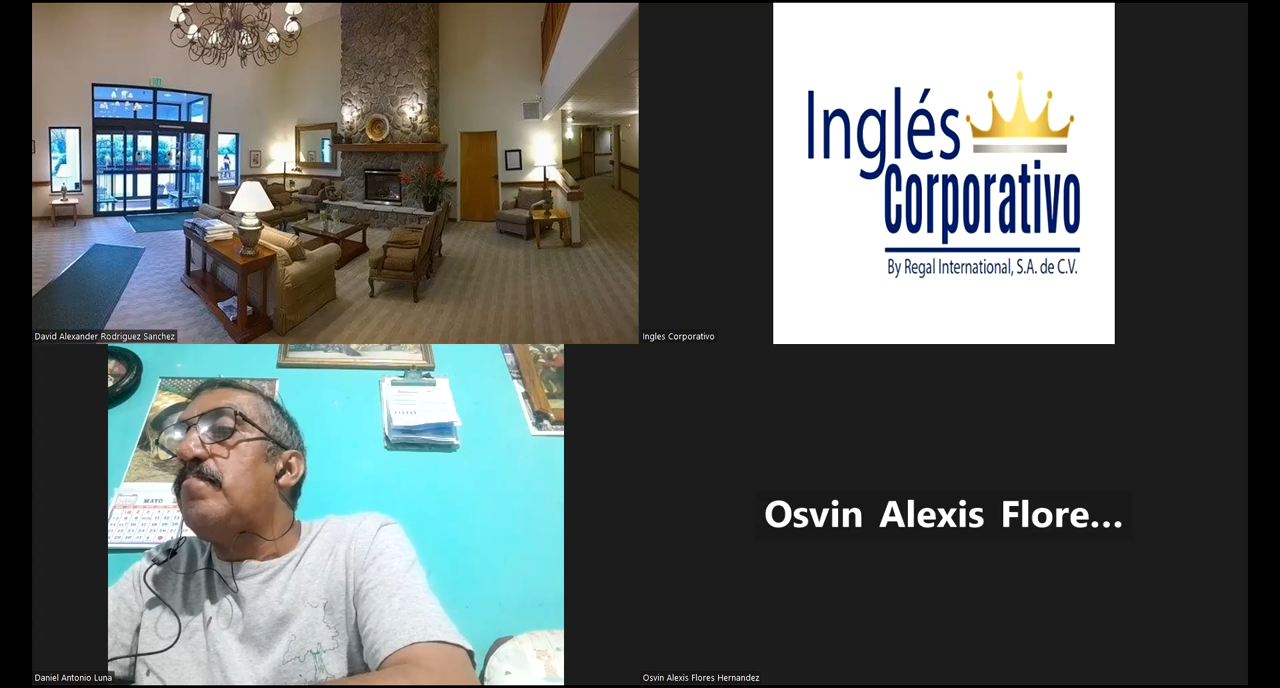 EXIT
David Alexander Rodriguez Sanchez
Inglés
Corporativo
By Regal International, S.A. de C.V.
Ingles Corporativo
MAYO
Daniel Antonio Luna
Osvin Alexis Flore...
Osvin Alexis Flores Hernandez